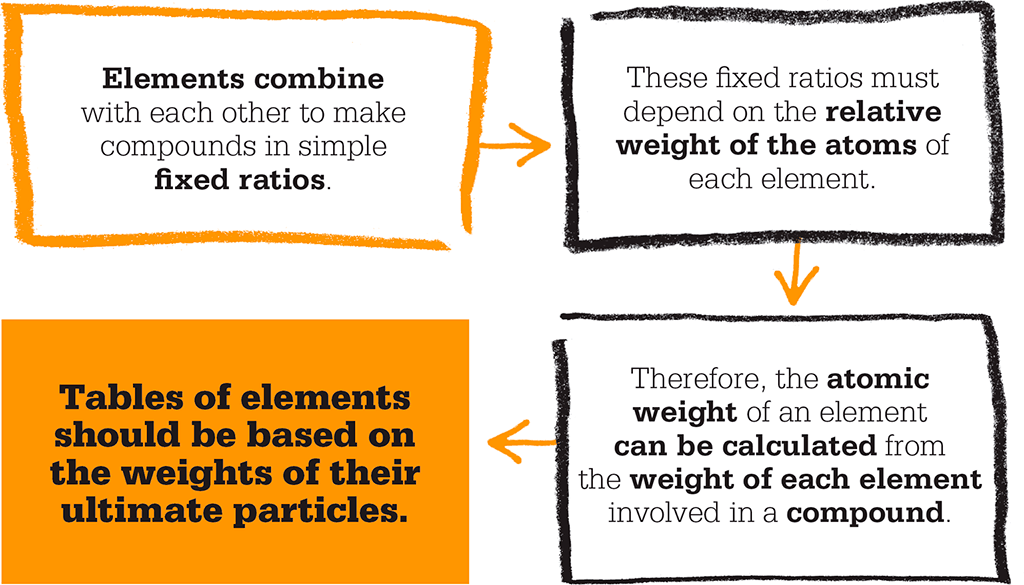 Elements combine
with each other to make
compounds in simple
fixed ratios.
These fixed ratios must
depend on the relative
weight of the atoms of
each element.
Therefore, the atomic
weight of an element
can be calculated from
the weight of each element
involved in a compound.
Tables of elements
should be based on
the weights of their
ultimate particles.